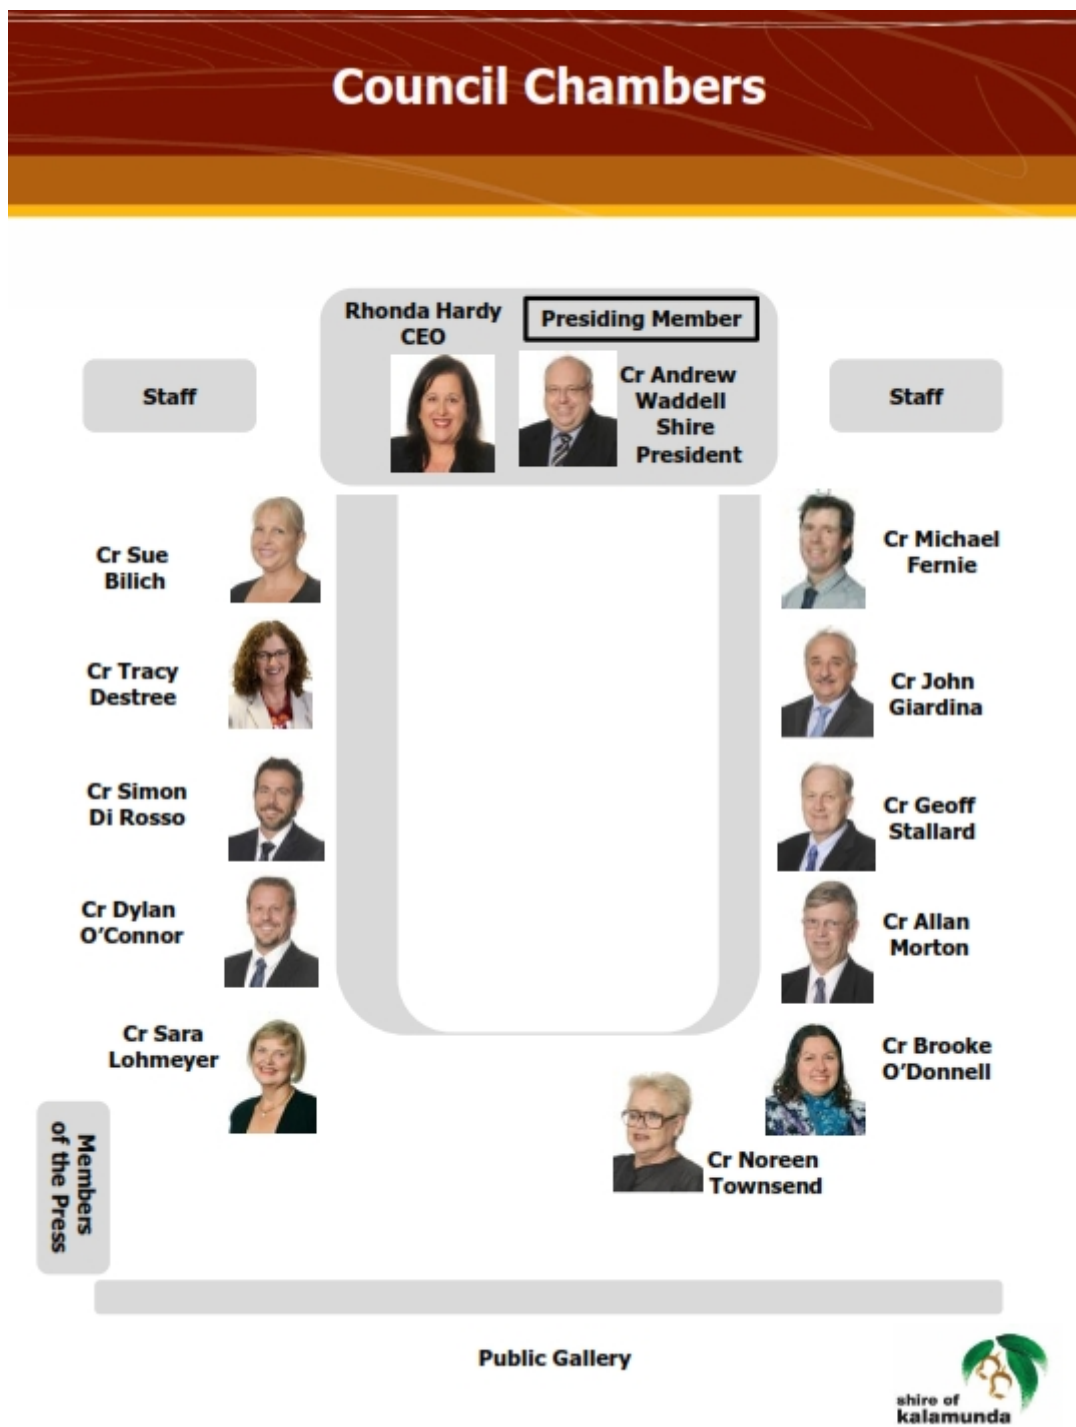 Council Chambers
Rhonda Hardy
CEO
Presiding Member
Cr Andrew
Waddell
Shire
President
Staff
Staff
Cr Sue
Bilich
Cr Michael
Fernie
Cr Tracy
Destree
Cr John
Giardina
Cr Simon
Di Rosso
Cr Geoff
Stallard
Cr Dylan
O'Connor
Cr Allan
Morton
Cr Sara
Lohmeyer
Cr Brooke
O'Donnell
Cr Noreen
Townsend
Members
of the Press
Public Gallery
shire of
kalamunda